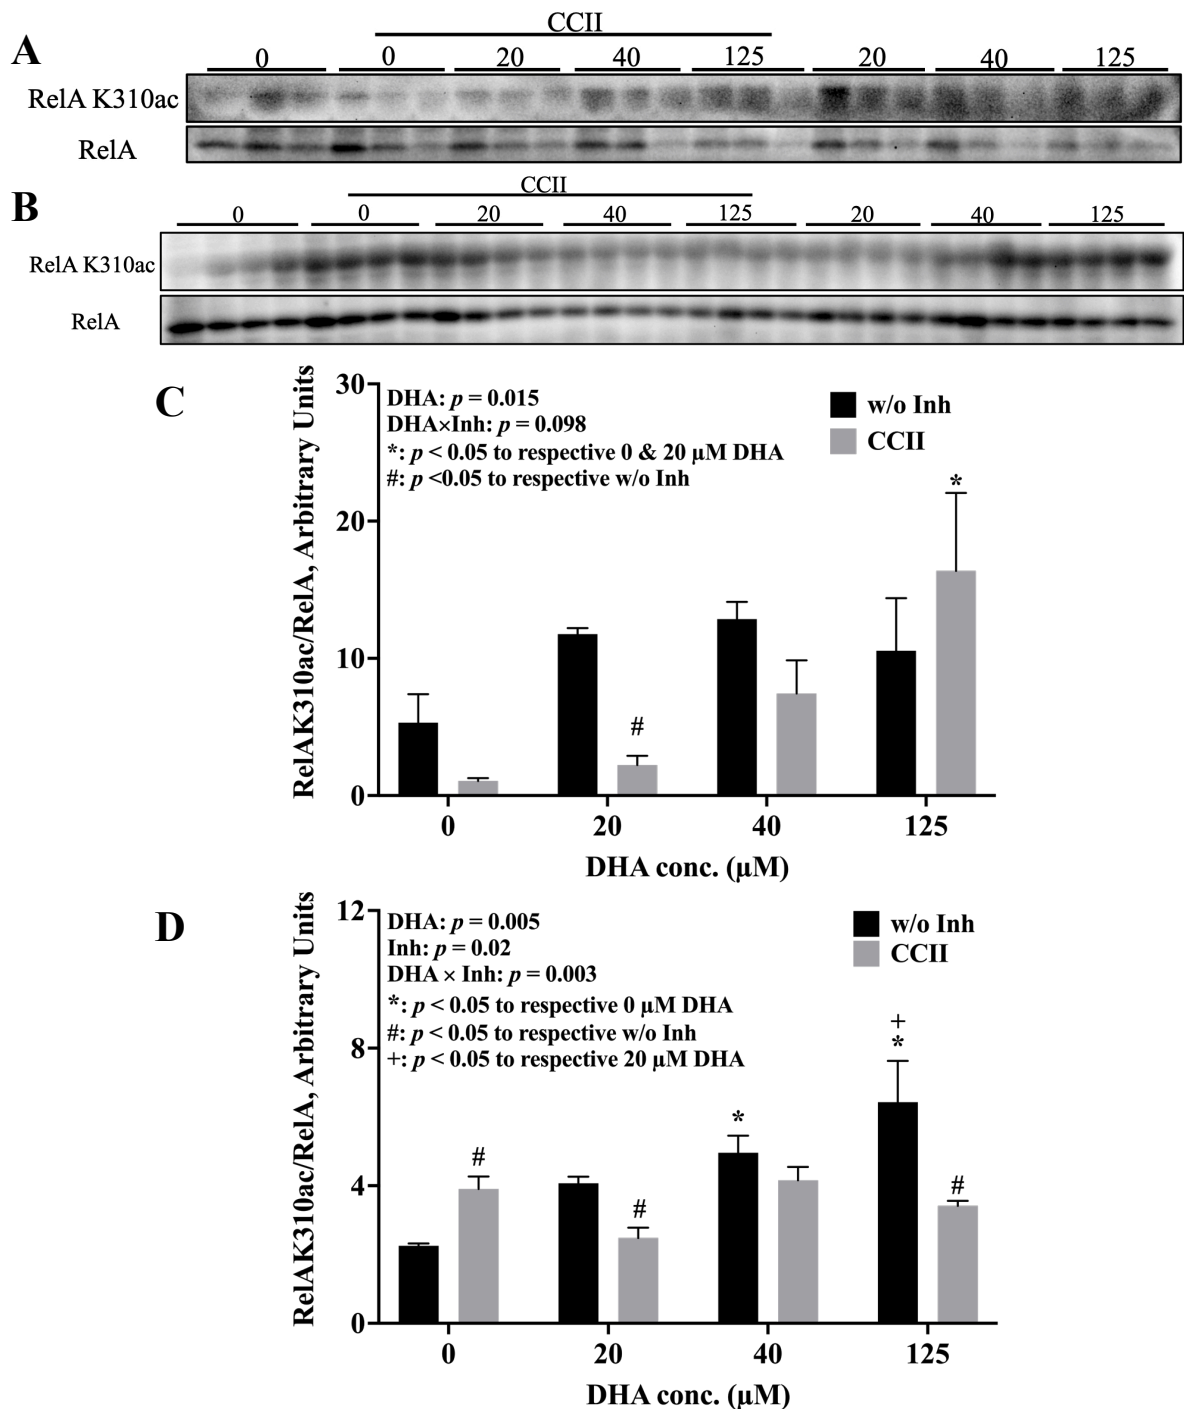 A
CCII
0 0 20 40 125 20 40 125
RelA K310ac
RelA
B
CCII
0 0 20 40 125 20 40 125
RelA K310ac
RelA
C
RelAK310ac/RelA, Arbitrary Units
30
20
10
0
DHA: p = 0.015
DHA×Inh: p = 0.098
*: p < 0.05 to respective 0 & 20 µM DHA
#: p <0.05 to respective w/o Inh
w/o Inh
CCII
#
*
0 20 40 125
DHA conc. (µM)
D
RelAK310ac/RelA, Arbitrary Units
12
8
4
0
DHA: p = 0.005
Inh: p = 0.02
DHA × Inh: p = 0.003
*: p < 0.05 to respective 0 µM DHA
#: p < 0.05 to respective w/o Inh
+: p < 0.05 to respective 20 µM DHA
w/o Inh
CCII
#
#
*
+
*
#
0 20 40 125
DHA conc. (µM)